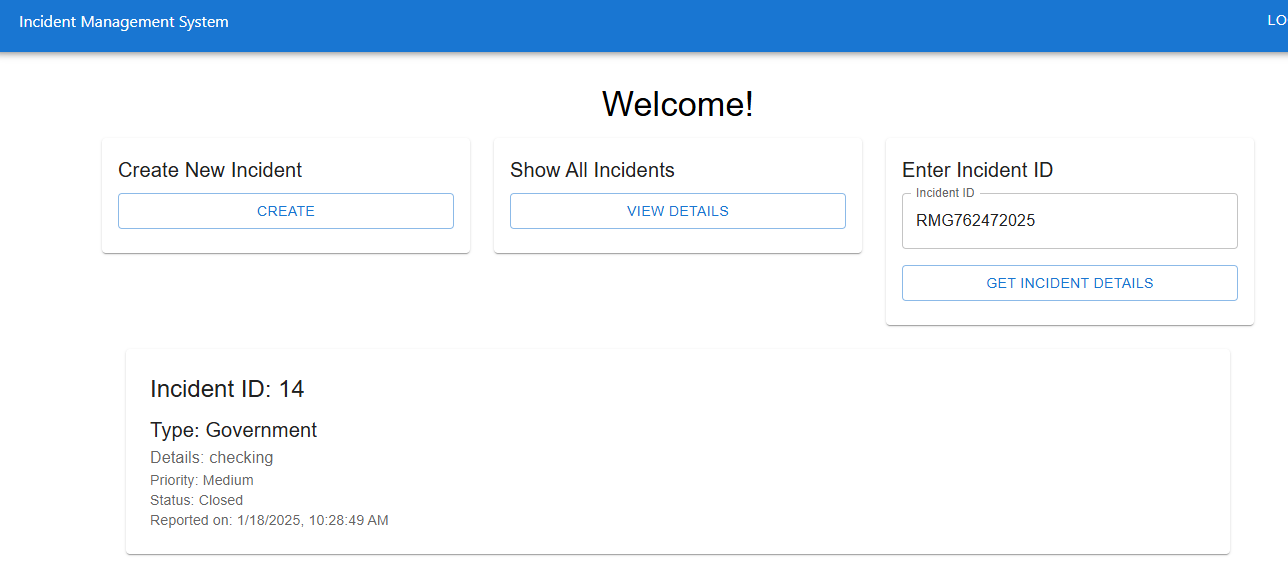 Incident Management System
LO
Welcome!
Create New Incident
CREATE
Show All Incidents
VIEW DETAILS
Enter Incident ID
Incident ID
RMG762472025
GET INCIDENT DETAILS
Incident ID: 14
Type: Government
Details: checking
Priority: Medium
Status: Closed
Reported on: 1/18/2025, 10:28:49 AM